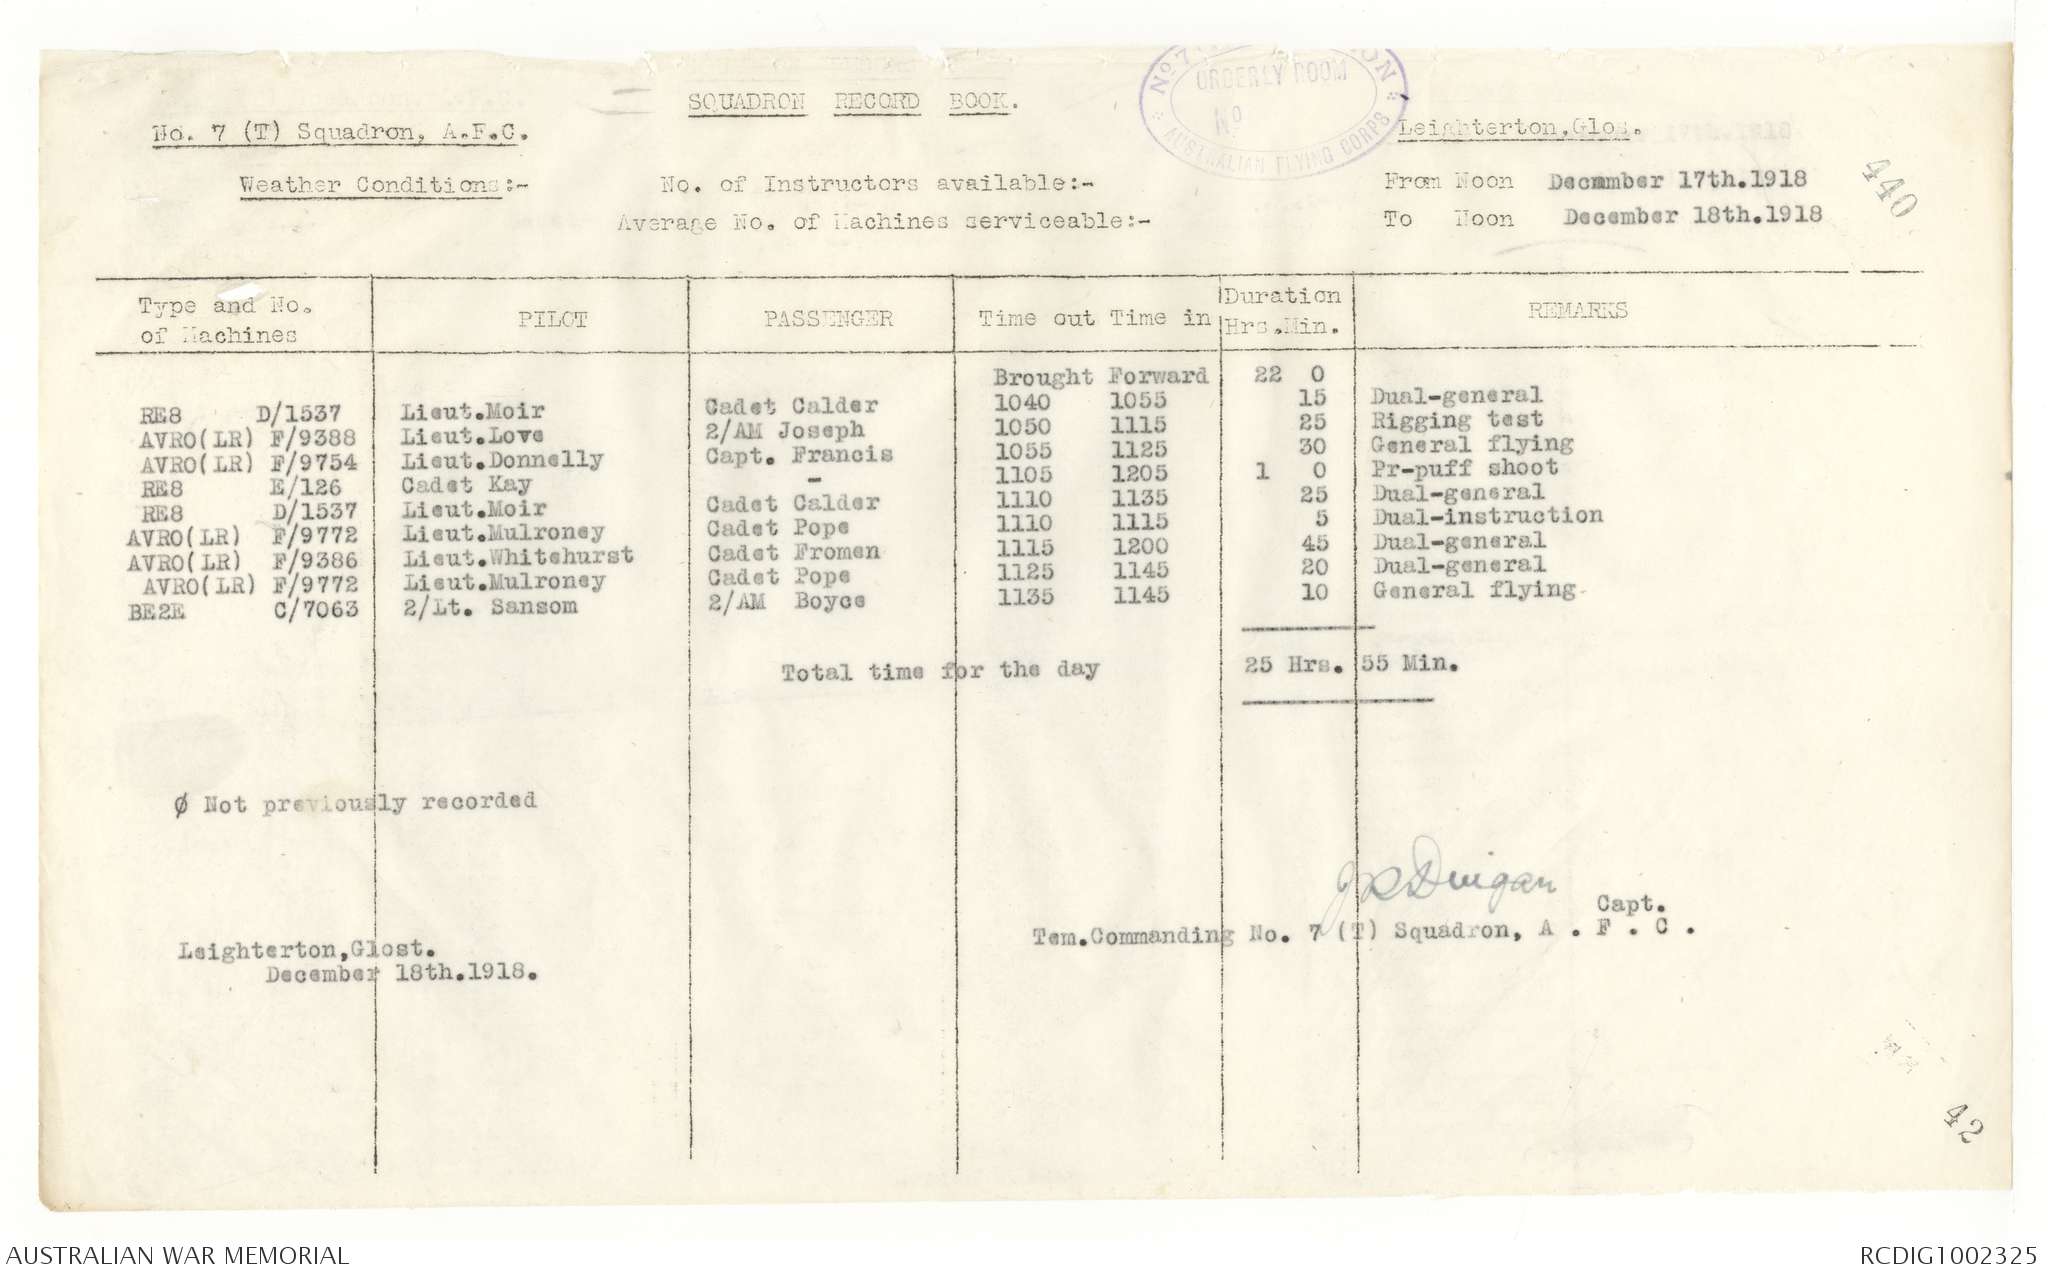 SQUADRON RECORD BOOK.
No 7 ON
ORDERLY ROOM
No
AUSTRALIAN FLYING CORPS
No. 7 (T) Squadron, A.F.C.
Leighterton,Glos.
Weather Conditions:-
No. of Instructors available:-
From Noon Decmmber 17th.1918
Average No. of Machines serviceable:-
To Noon December 18th.1918
440
Type and No. of Machines PILOT PASSENGER Time out Time in Duration Hrs.Min. REMARKS
Brought Forward 22 0
RE8 D/1537 Lieut.Moir Cadet Calder 1040 1055 15 Dual-general
AVRO(LR) F/9388 Lieut.Love 2/AM Joseph 1050 1115 25 Rigging test
AVRO(LR) F/9754 Lieut.Donnelly Capt. Francis 1055 1125 30 General flying
RE8 E/126 Cadet Kay - 1105 1205 1 0 Pr-puff shoot
RE8 D/1537 Lieut.Moir Cadet Calder 1110 1135 25 Dual-general
AVRO(LR) F/9772 Lieut.Mulroney Cadet Pope 1110 1115 5 Dual-instruction
AVRO(LR) F/9386 Lieut.Whitehurst Cadet Fromen 1115 1200 45 Dual-general
AVRO(LR) F/9772 Lieut.Mulroney Cadet Pope 1125 1145 20 Dual-general
BE2E C/7063 2/Lt. Sansom 2/AM Boyce 1135 1145 10 General flying
Total time for the day 25 Hrs. 55 Min.
Ø Not previously recorded
JR Duigan
Capt.
Tem.Commanding No. 7 (T) Squadron, A . F . C .
Leighterton,Glost.
December 18th.1918.
42
AUSTRALIAN WAR MEMORIAL
RCDIG1002325